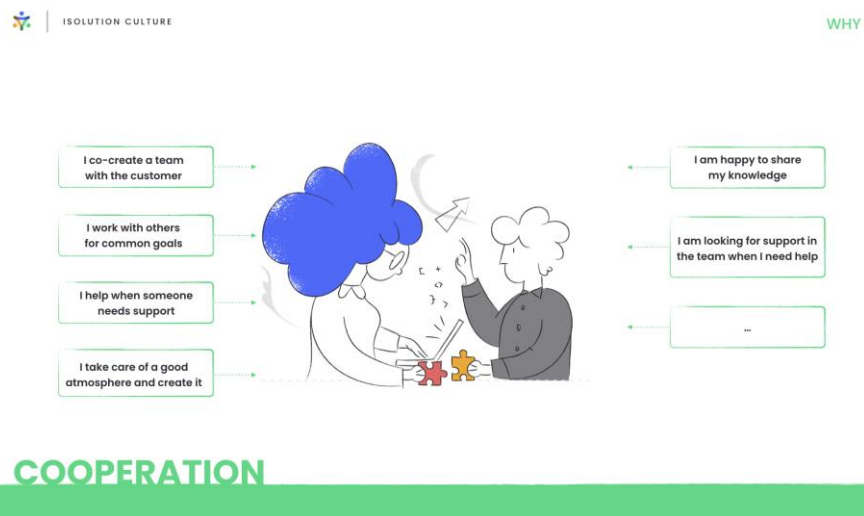 ISOLUTION CULTURE
WHY
I co-create a team
with the customer
I work with others
for common goals
I help when someone
needs support
I take care of a good
atmosphere and create it
I am happy to share
my knowledge
I am looking for support in
the team when I need help
...
COOPERATION